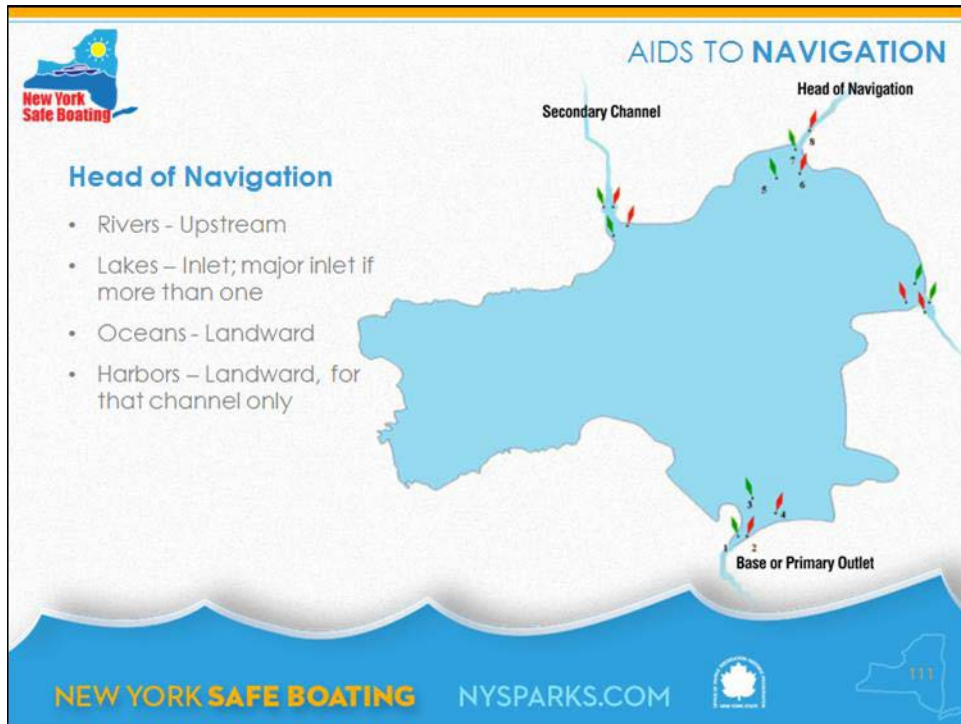 AIDS TO NAVIGATION
New York
Safe Boating
Head of Navigation
Secondary Channel
8
7
5
6
Head of Navigation
• Rivers - Upstream
• Lakes – Inlet; major inlet if
more than one
• Oceans - Landward
• Harbors – Landward, for
that channel only
3
4
1
2
Base or Primary Outlet
NEW YORK SAFE BOATING
NYSPARKS.COM
111